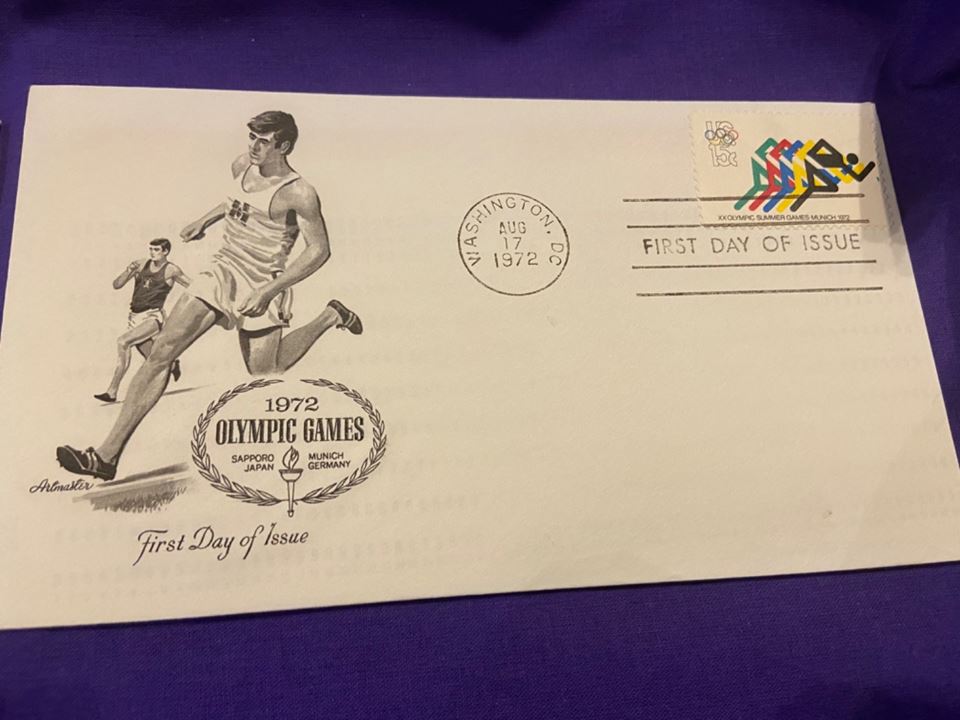 US
15c
XX OLYMPIC SUMMER GAMES MUNICH 1972
WASHINGTON, DC
AUG
17
1972
FIRST DAY OF ISSUE
1972
OLYMPIC GAMES
SAPPORO JAPAN
MUNICH GERMANY
Artmaster
First Day of Issue